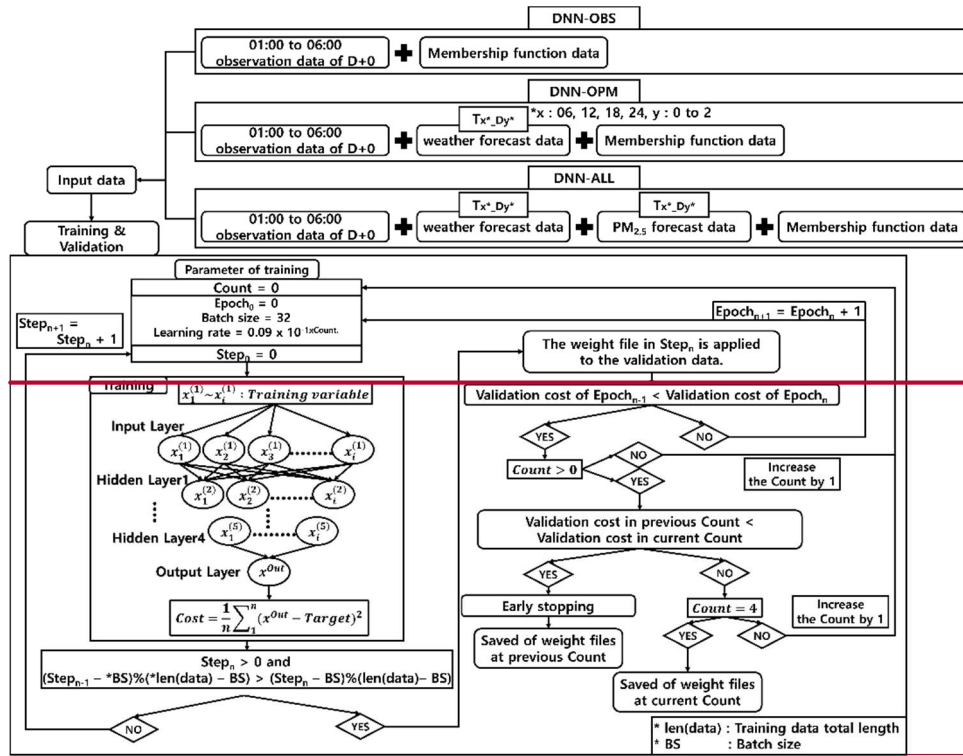 DNN-OBS
01:00 to 06:00
observation data of D+0
Membership function data
DNN-OPM
Tx*_Dy*
*x : 06, 12, 18, 24, y : 0 to 2
01:00 to 06:00
observation data of D+0
weather forecast data
Membership function data
DNN-ALL
Input data
Tx*_Dy*
Tx*_Dy*
01:00 to 06:00
observation data of D+0
weather forecast data
PM2.5 forecast data
Membership function data
Training &
Validation
Parameter of training
Count = 0
Epoch0 = 0
Batch size = 32
Learning rate = 0.09 x 10-1xCount.
Stepn = 0
Stepn+1 =
Stepn + 1
Epochn+1 = Epochn + 1
The weight file in Stepn is applied
to the validation data.
Training
x1(1)~xi(1) : Training variable
Input Layer
x1(1) x2(1) x3(1) xi(1)
Hidden Layer1
x1(2) x2(2) xi(2)
Hidden Layer4
x1(5) xi(5)
Output Layer
xOut
Cost = 1/n ∑1n (xOut − Target)2
Stepn > 0 and
(Stepn-1 − *BS)%(*len(data) − BS) > (Stepn − BS)%(len(data)− BS)
NO
YES
Validation cost of Epochn-1 < Validation cost of Epochn
YES
NO
Count > 0
NO
YES
Increase
the Count by 1
Validation cost in previous Count <
Validation cost in current Count
YES
NO
Early stopping
Count = 4
Increase
the Count by 1
Saved of weight files
at previous Count
YES
NO
Saved of weight files
at current Count
* len(data) : Training data total length
* BS : Batch size